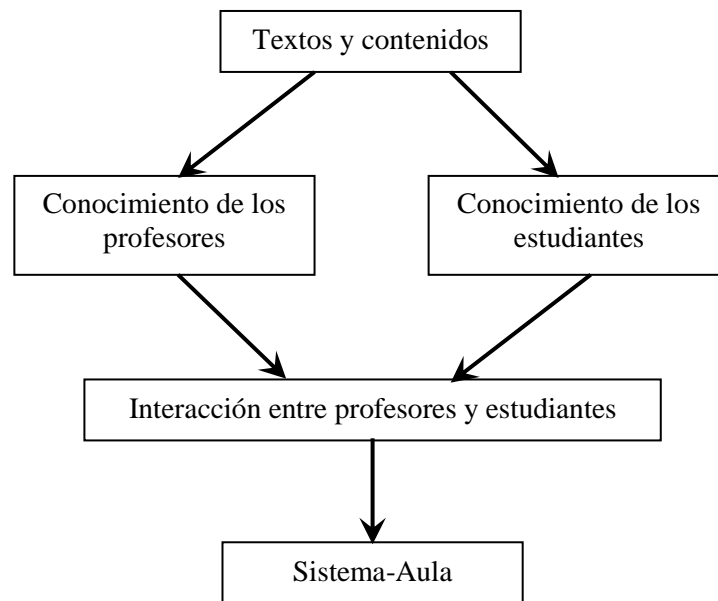 Textos y contenidos
Conocimiento de los
profesores
Conocimiento de los
estudiantes
Interacción entre profesores y estudiantes
Sistema-Aula